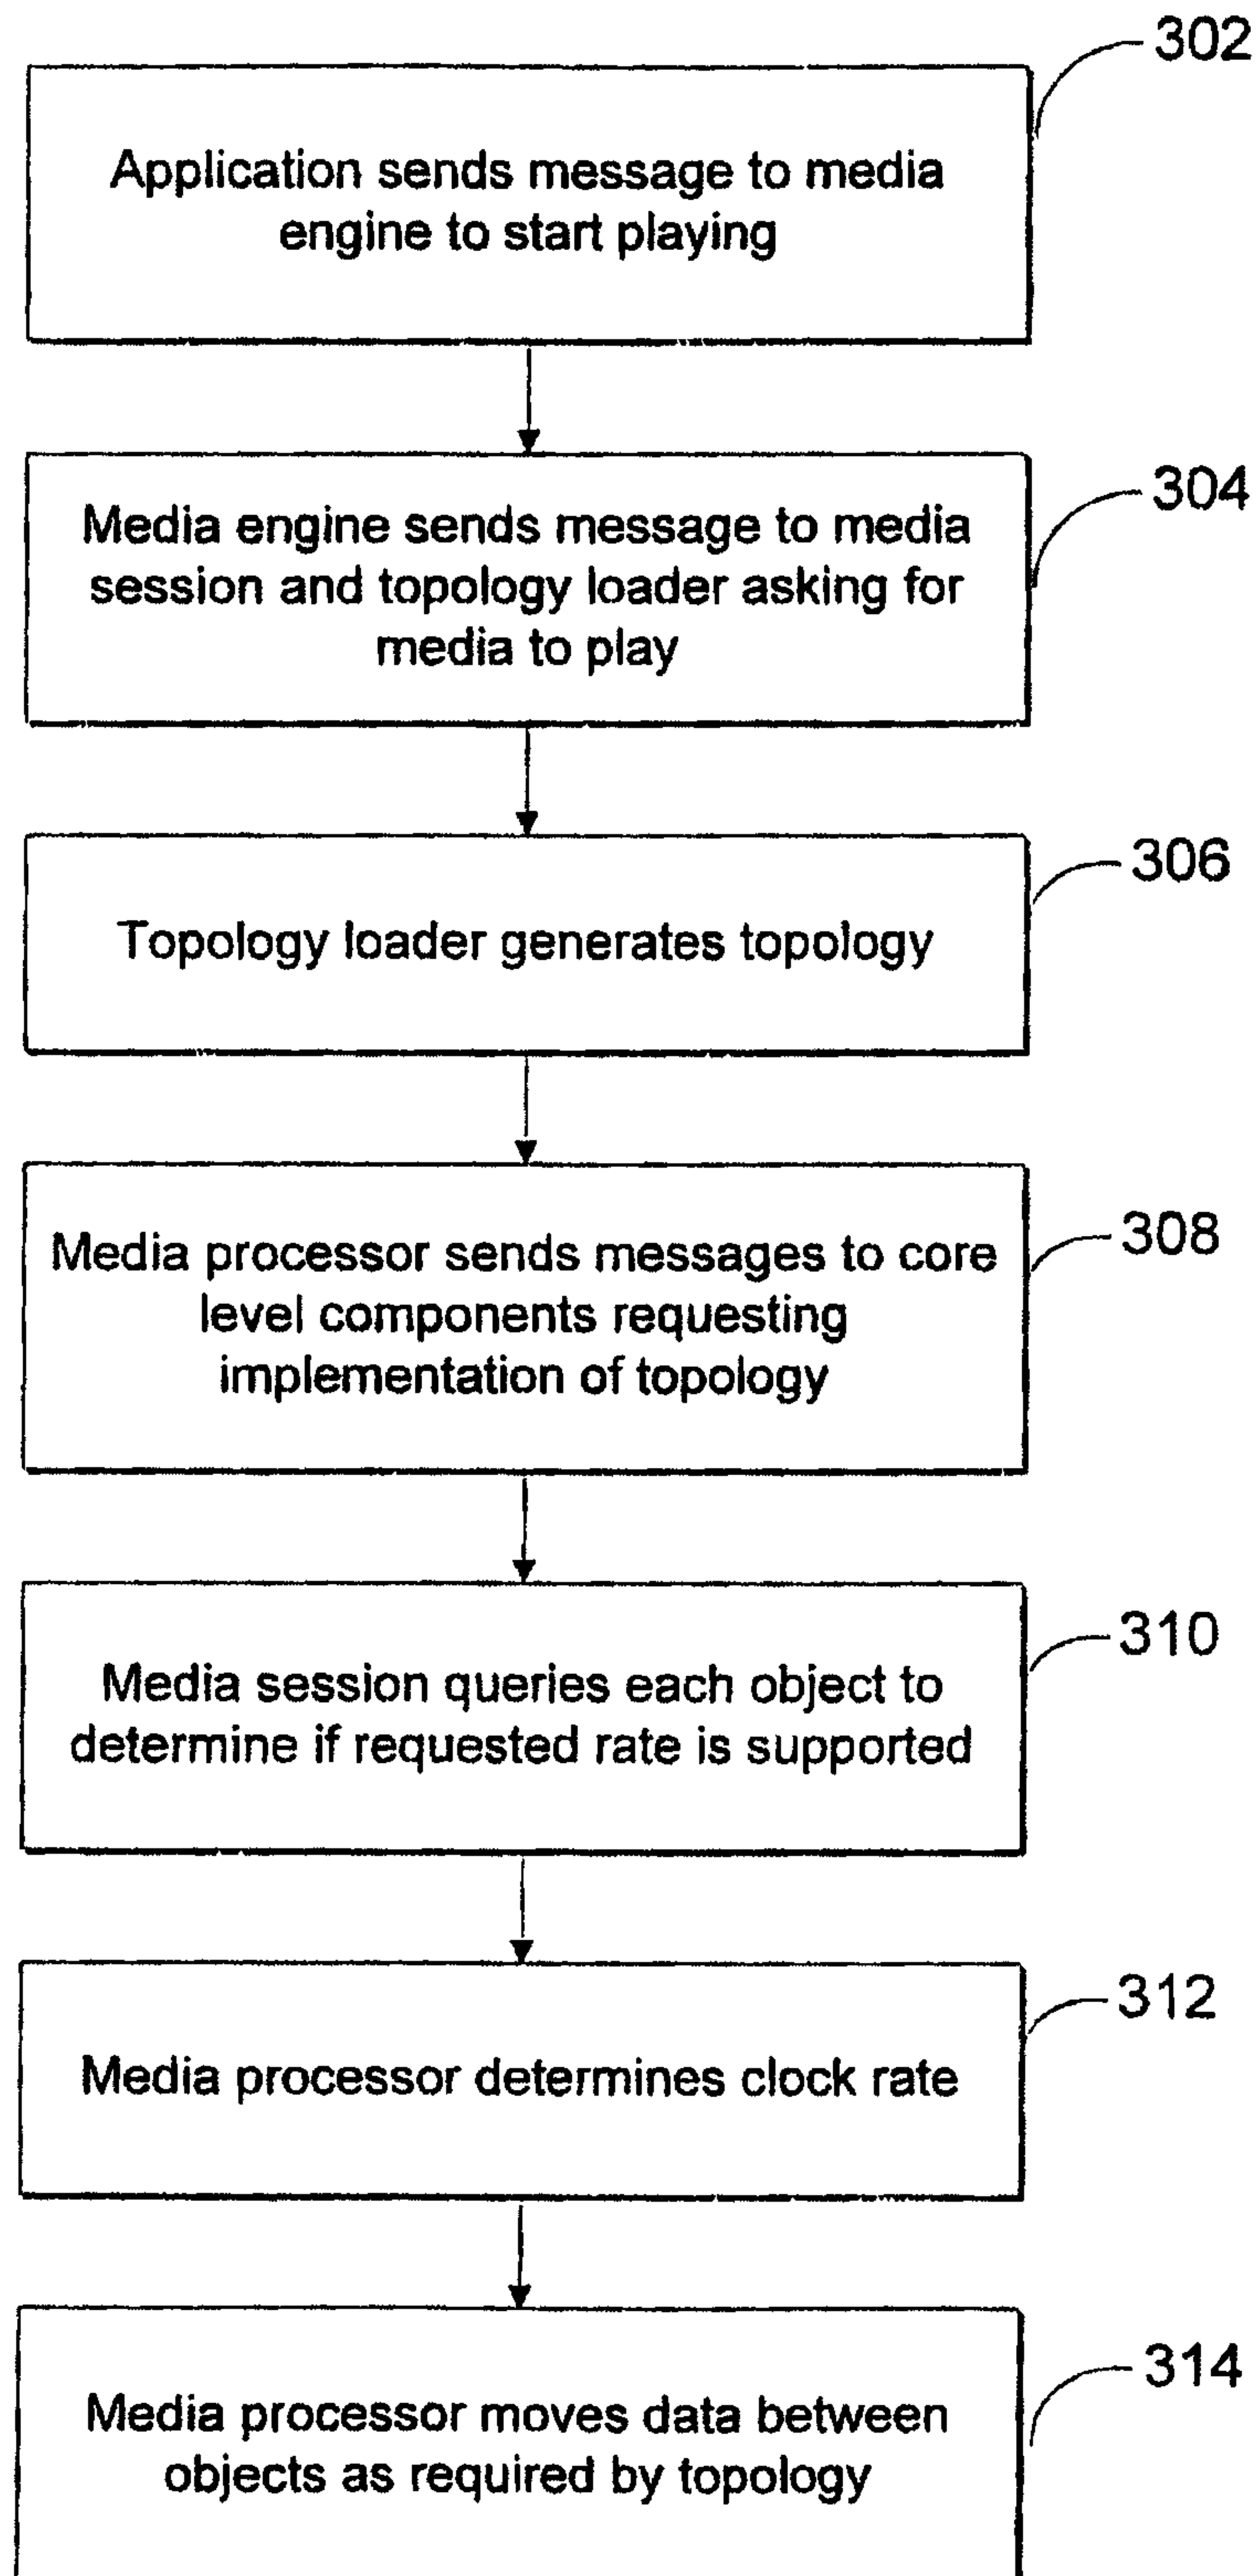 302
Application sends message to media
engine to start playing
304
Media engine sends message to media
session and topology loader asking for
media to play
306
Topology loader generates topology
308
Media processor sends messages to core
level components requesting
implementation of topology
310
Media session queries each object to
determine if requested rate is supported
312
Media processor determines clock rate
314
Media processor moves data between
objects as required by topology